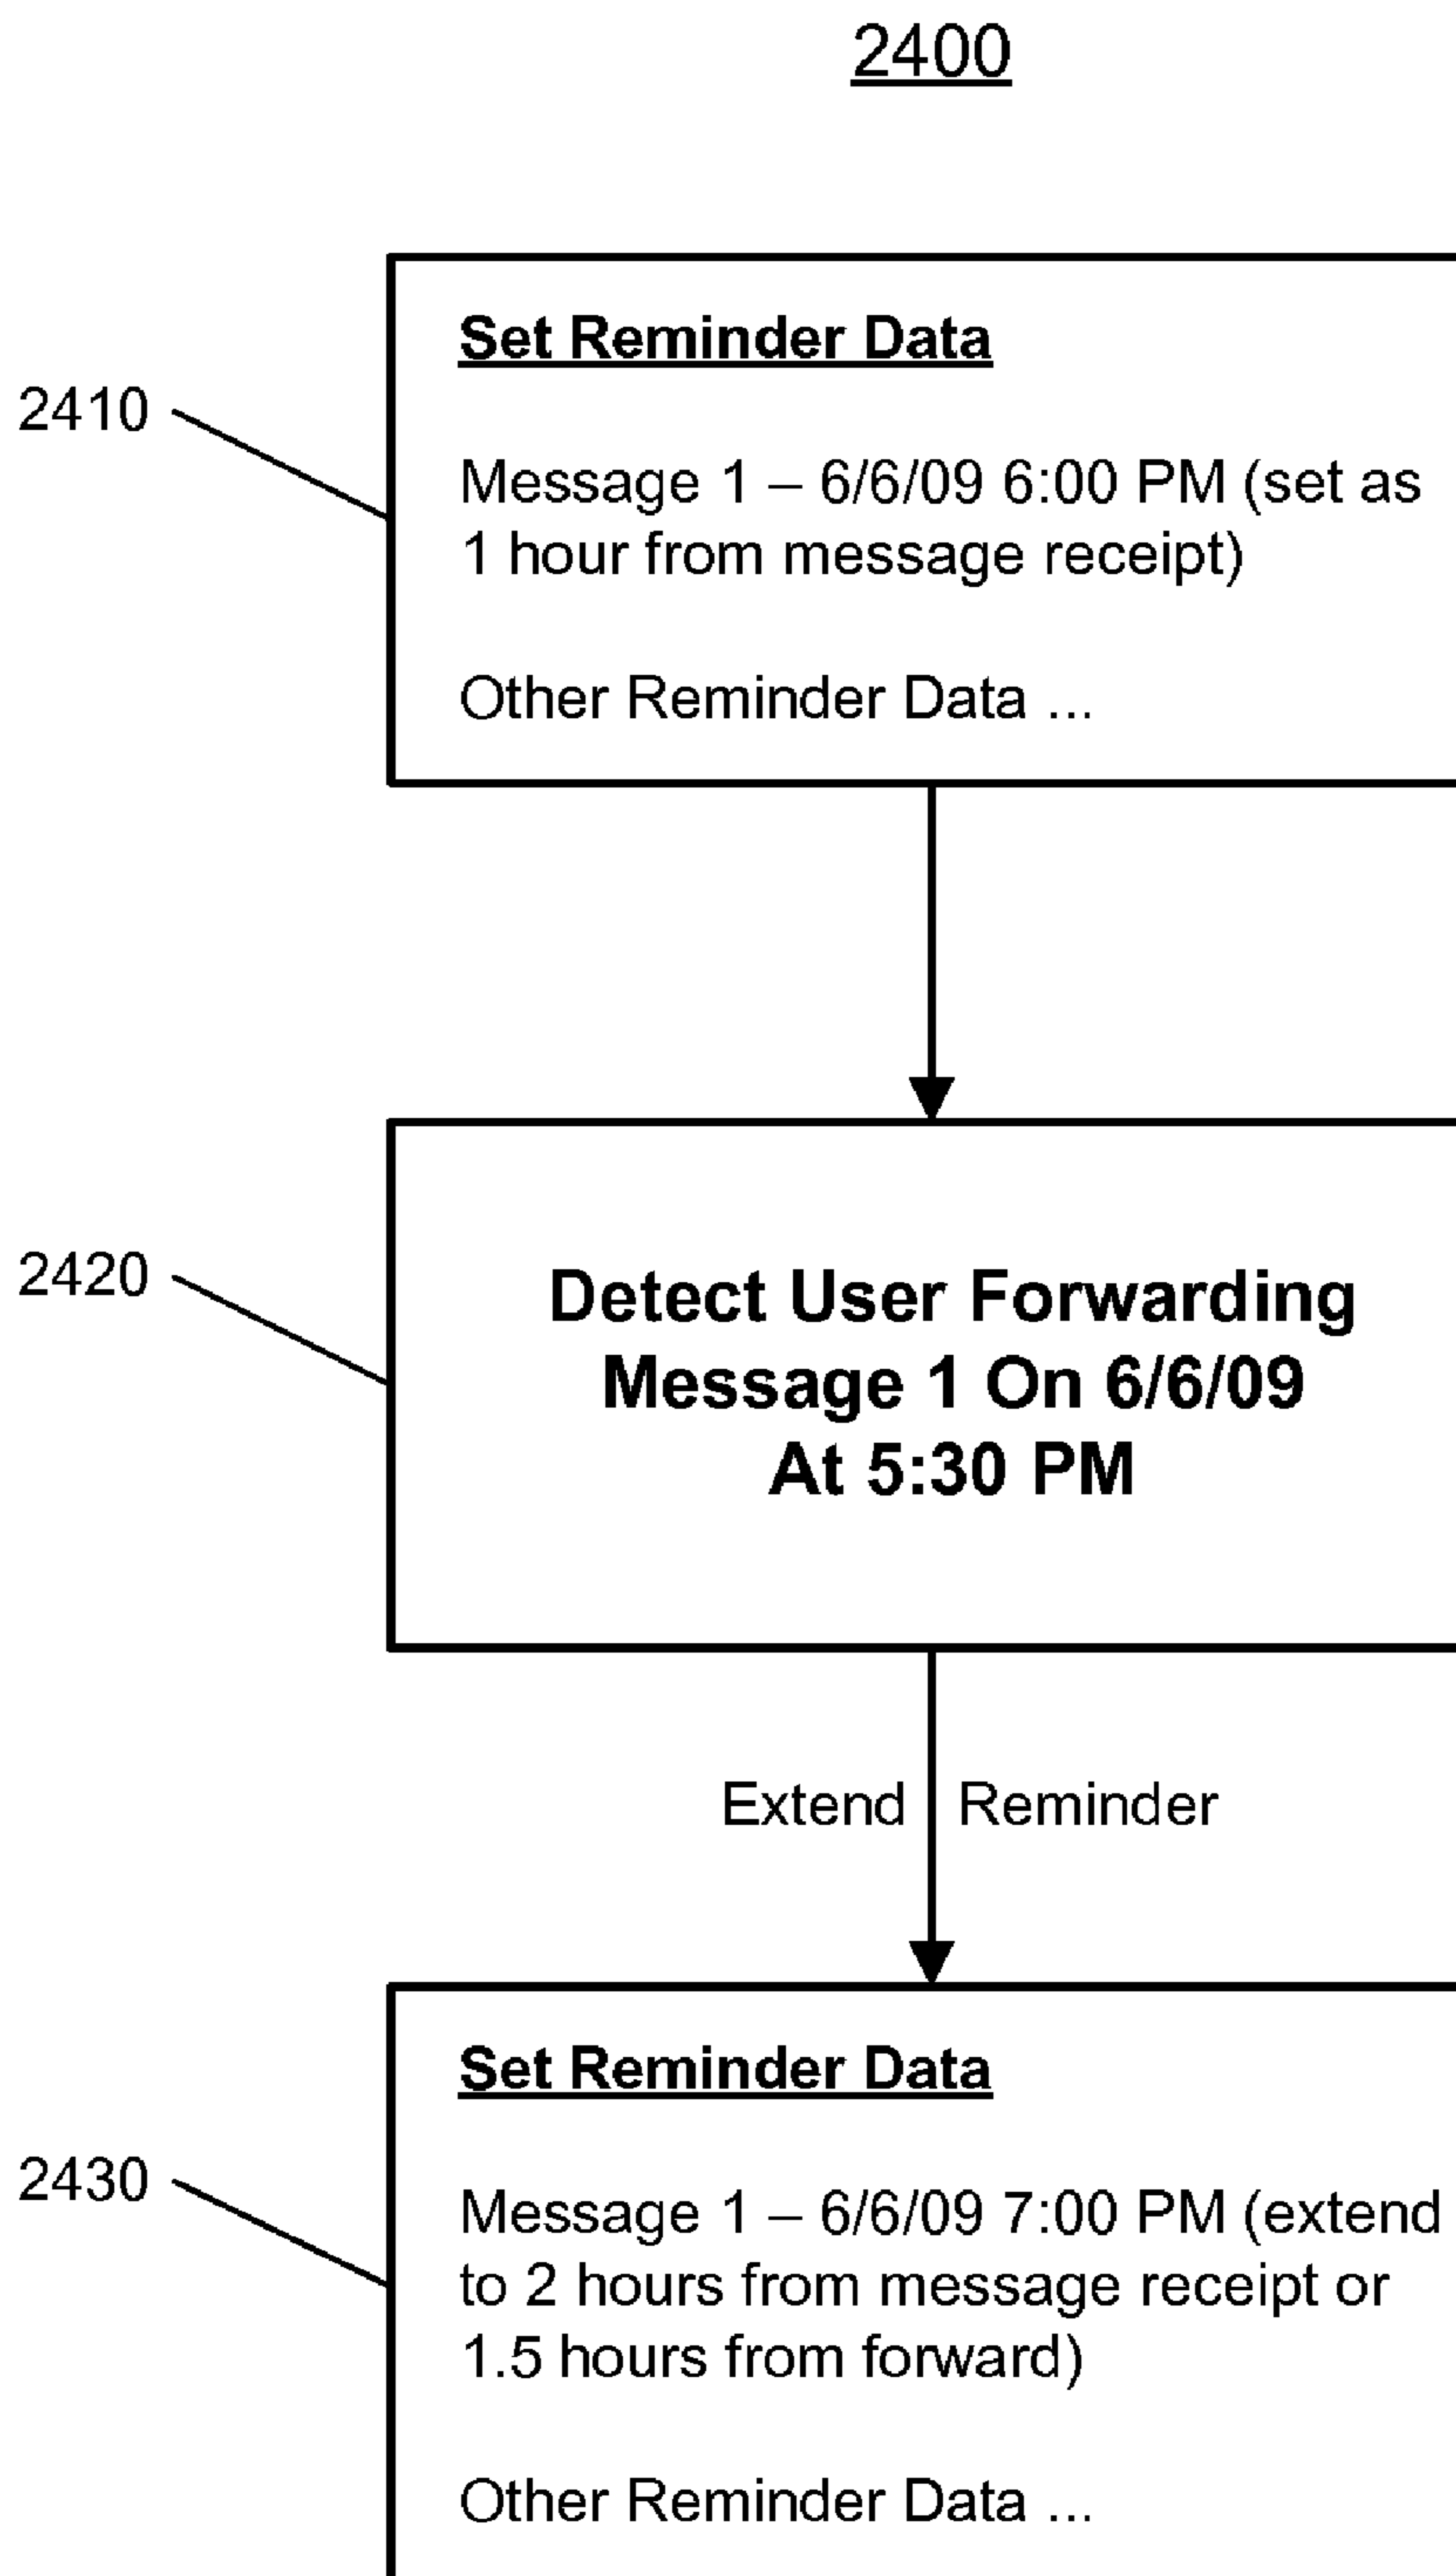 2400
Set Reminder Data
2410
Message 1 – 6/6/09 6:00 PM (set as
1 hour from message receipt)
Other Reminder Data ...
2420
Detect User Forwarding
Message 1 On 6/6/09
At 5:30 PM
Extend Reminder
Set Reminder Data
2430
Message 1 – 6/6/09 7:00 PM (extend
to 2 hours from message receipt or
1.5 hours from forward)
Other Reminder Data ...